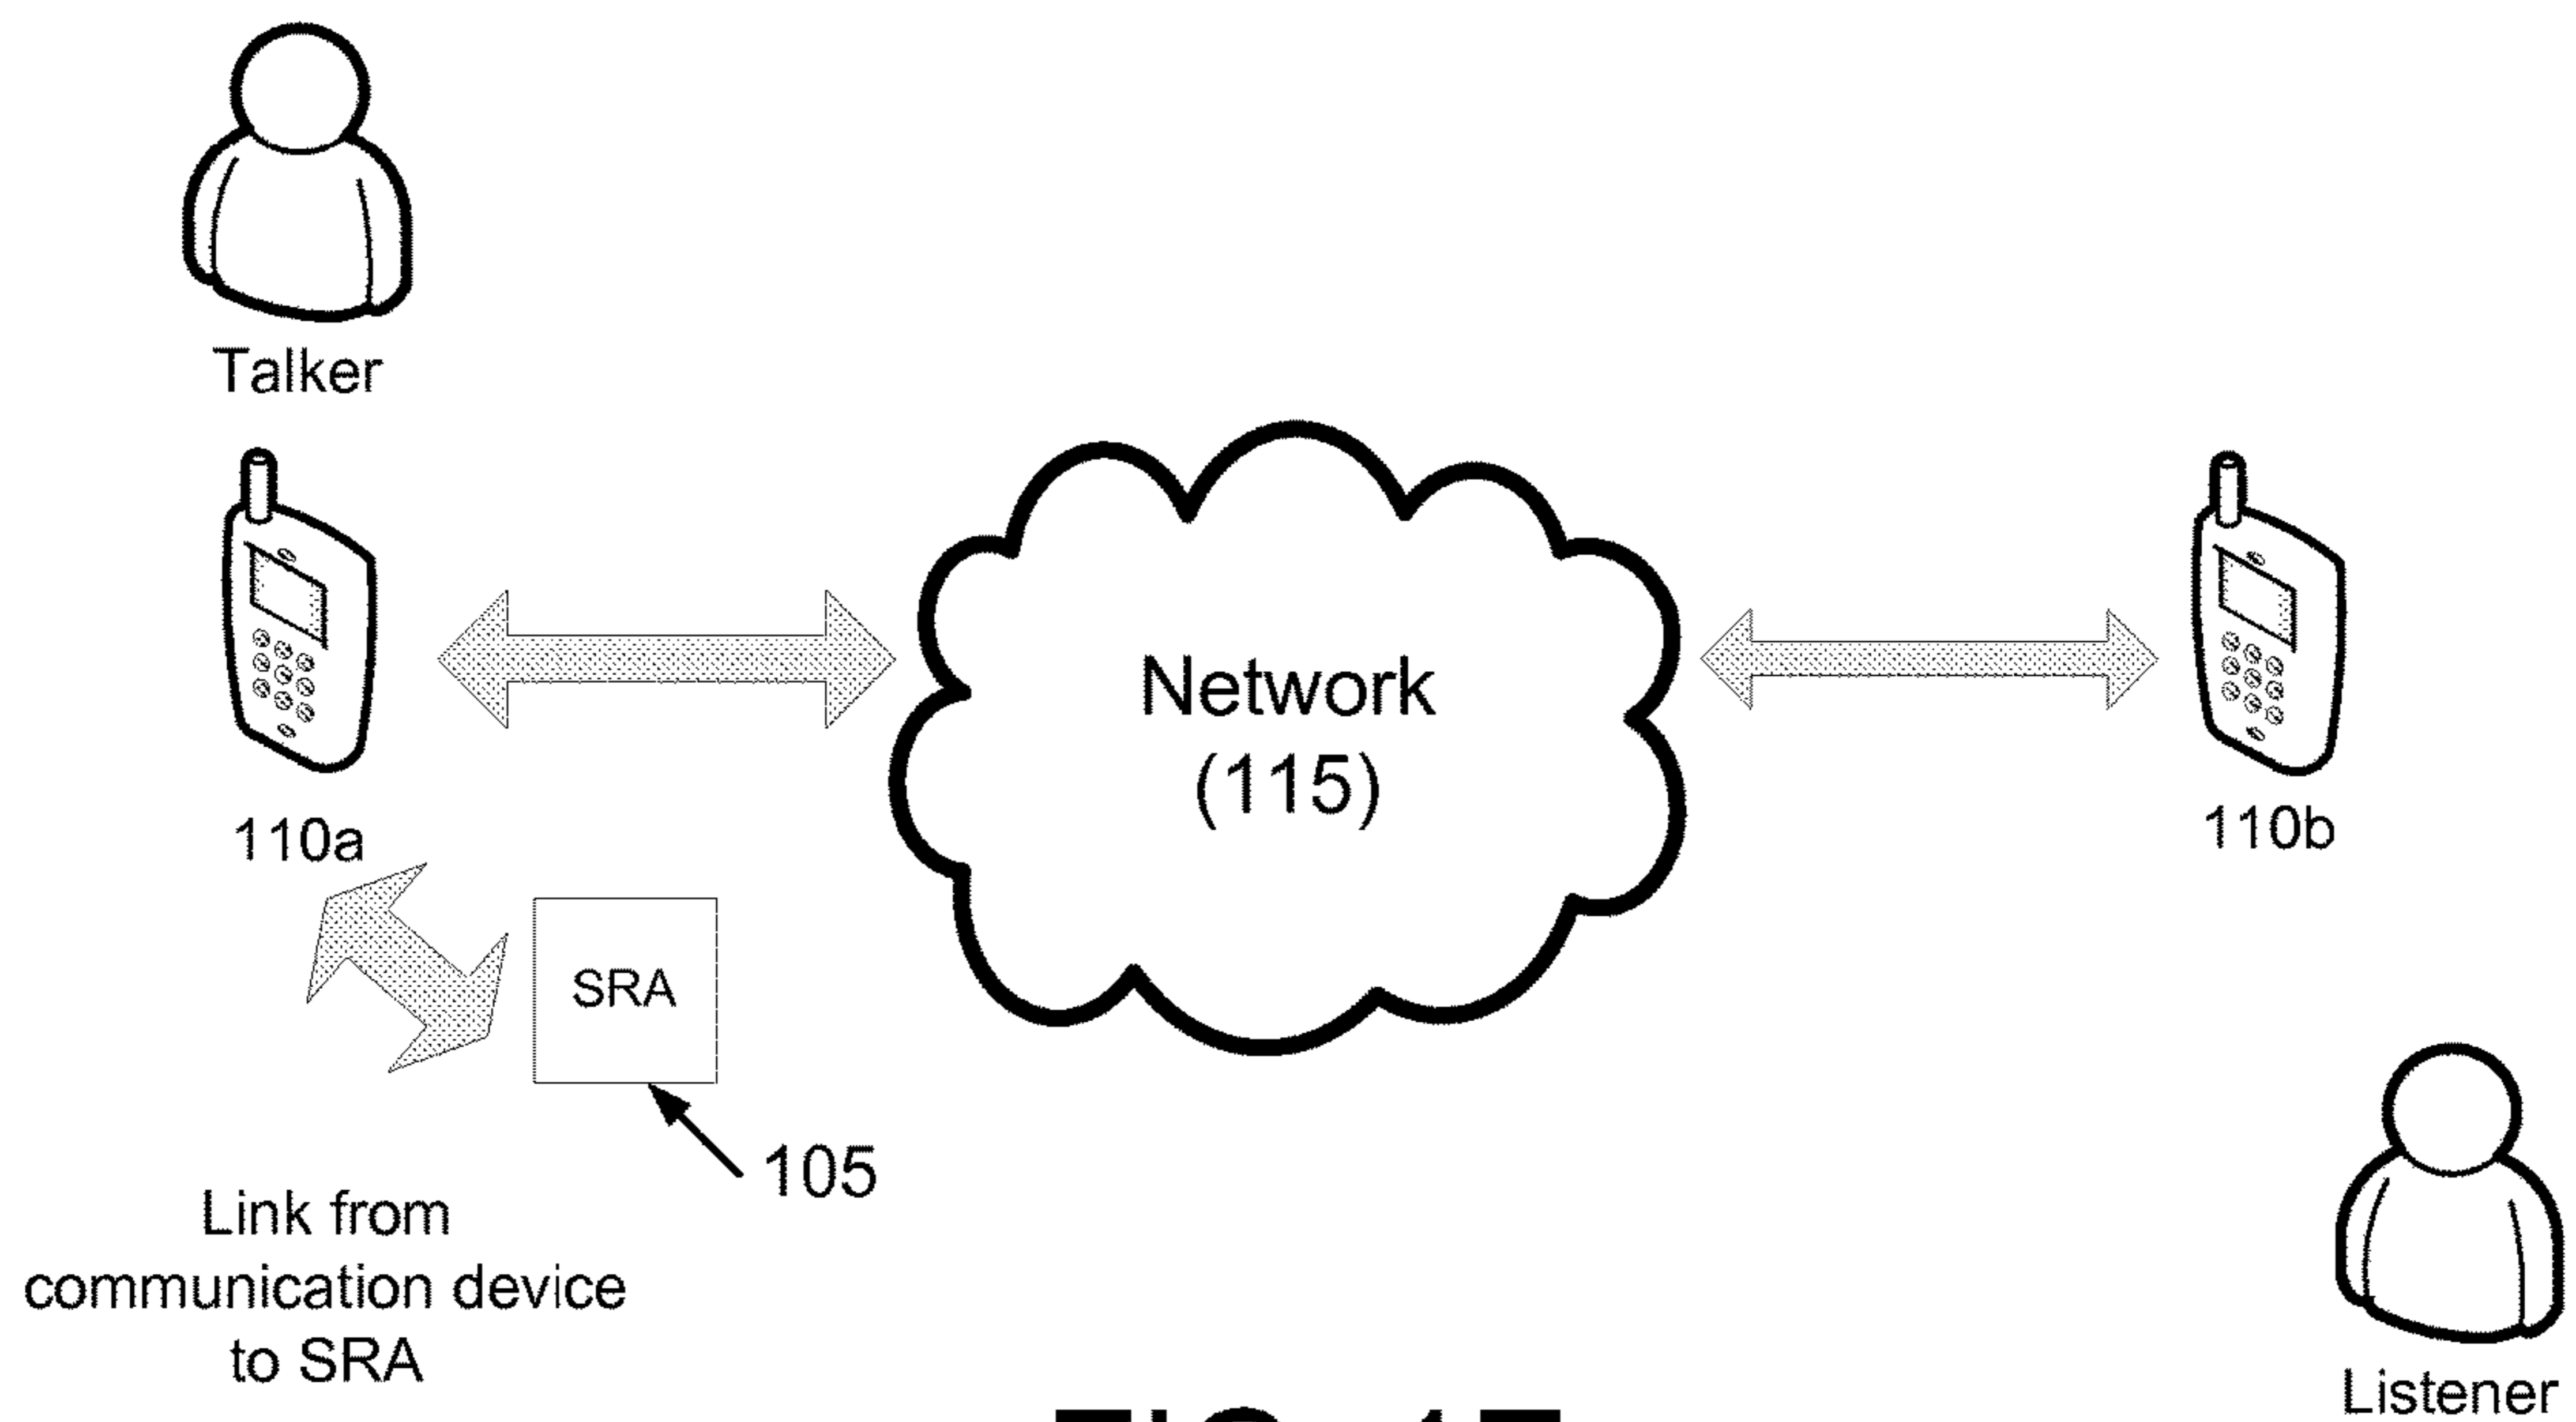 Talker
Network
(115)
110a
110b
SRA
105
Link from
communication device
to SRA
Listener